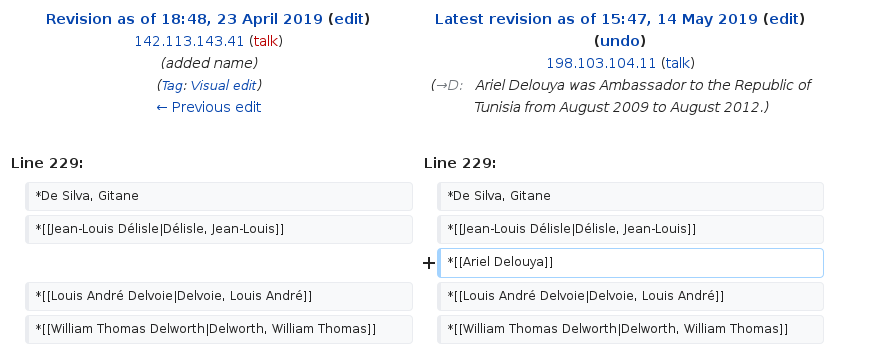 Revision as of 18:48, 23 April 2019 (edit)
142.113.143.41 (talk)
(added name)
(Tag: Visual edit)
← Previous edit
Latest revision as of 15:47, 14 May 2019 (edit)
(undo)
198.103.104.11 (talk)
(→D: Ariel Delouya was Ambassador to the Republic of
Tunisia from August 2009 to August 2012.)
Line 229:
Line 229:
*De Silva, Gitane
*De Silva, Gitane
*[[Jean-Louis Délisle|Délisle, Jean-Louis]]
*[[Jean-Louis Délisle|Délisle, Jean-Louis]]
+ *[[Ariel Delouya]]
*[[Louis André Delvoie|Delvoie, Louis André]]
*[[Louis André Delvoie|Delvoie, Louis André]]
*[[William Thomas Delworth|Delworth, William Thomas]]
*[[William Thomas Delworth|Delworth, William Thomas]]